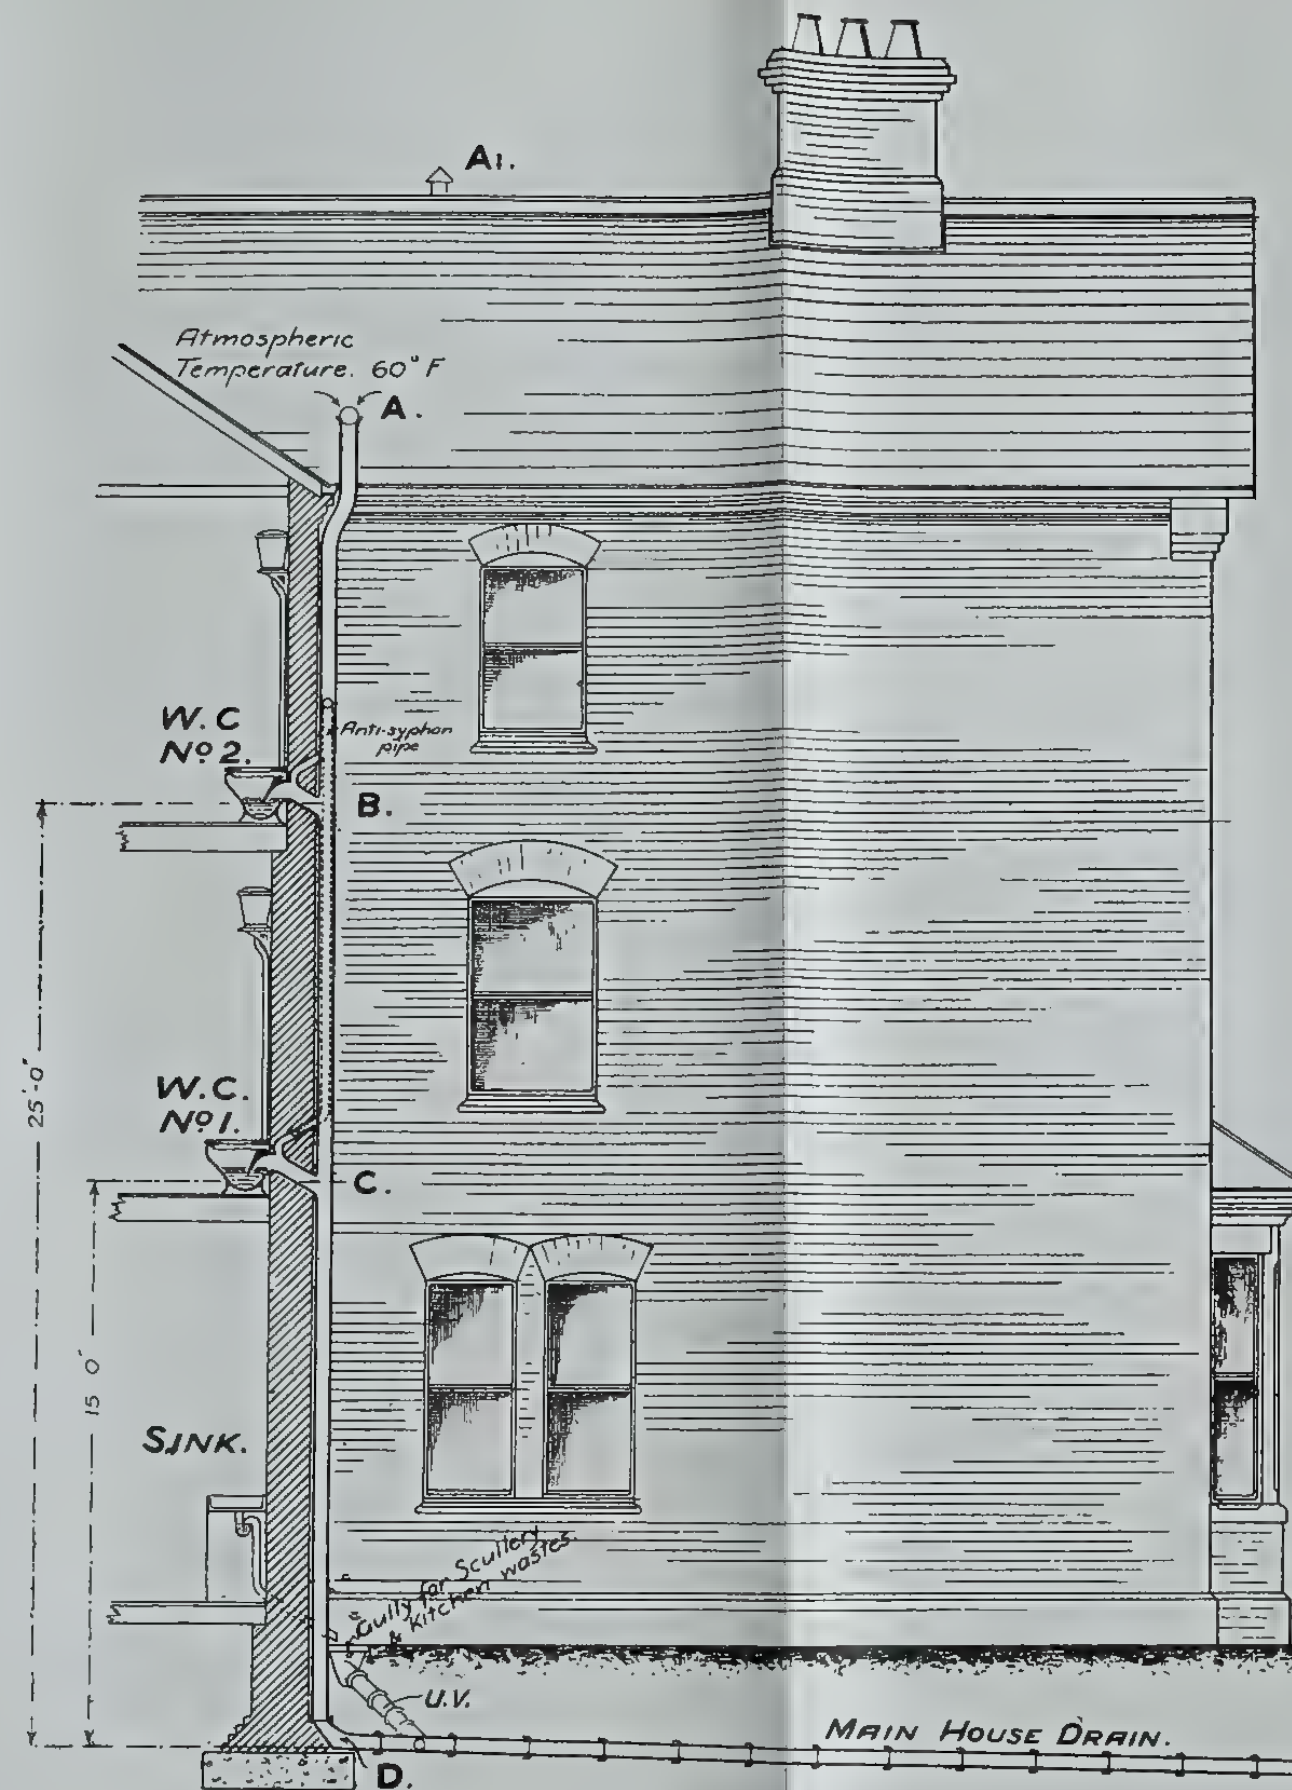 A1.
Atmospheric
Temperature. 60° F
A.
W.C
Nº 2.
Anti-syphon
pipe
B.
25'-0"
W.C.
Nº 1.
C.
15' 0"
SINK.
Gully for Scullery
& Kitchen wastes.
U.V.
MAIN HOUSE DRAIN.
D.